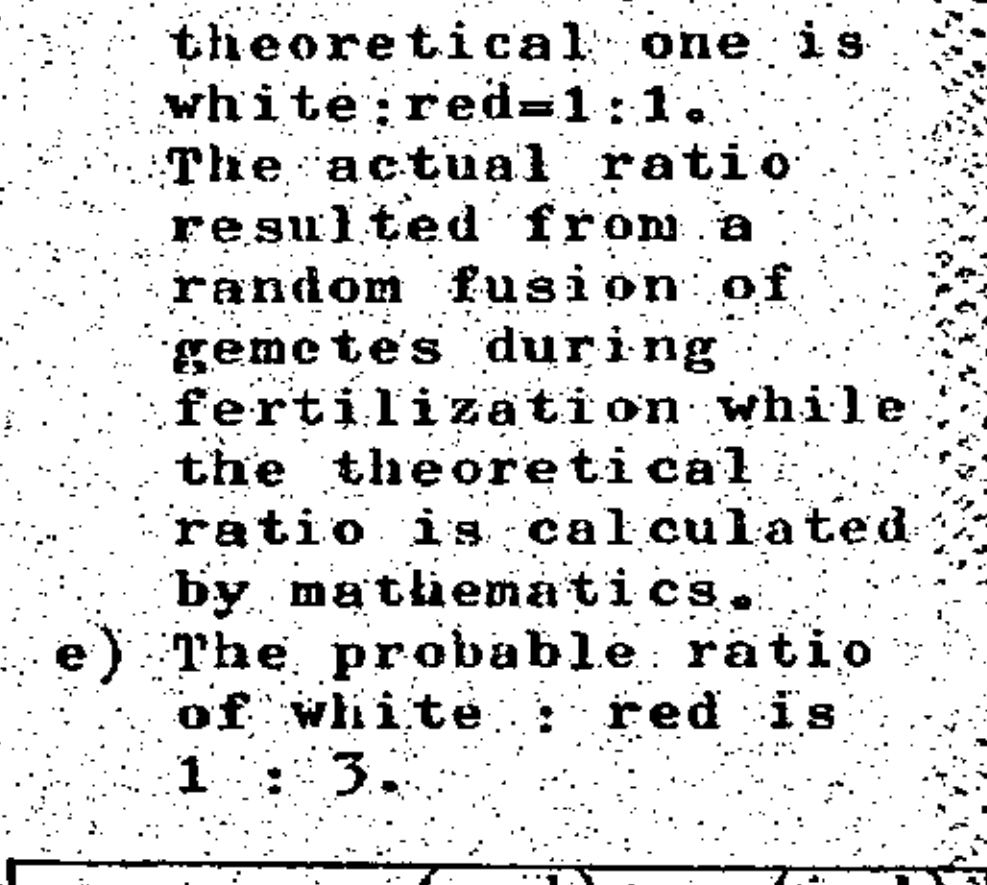 theoretical one is
white:red=1:1.
The actual ratio
resulted from a
random fusion of
gemetes during
fertilization while
the theoretical
ratio is calculated
by mathematics.
e) The probable ratio
of white : red is
1 : 3.